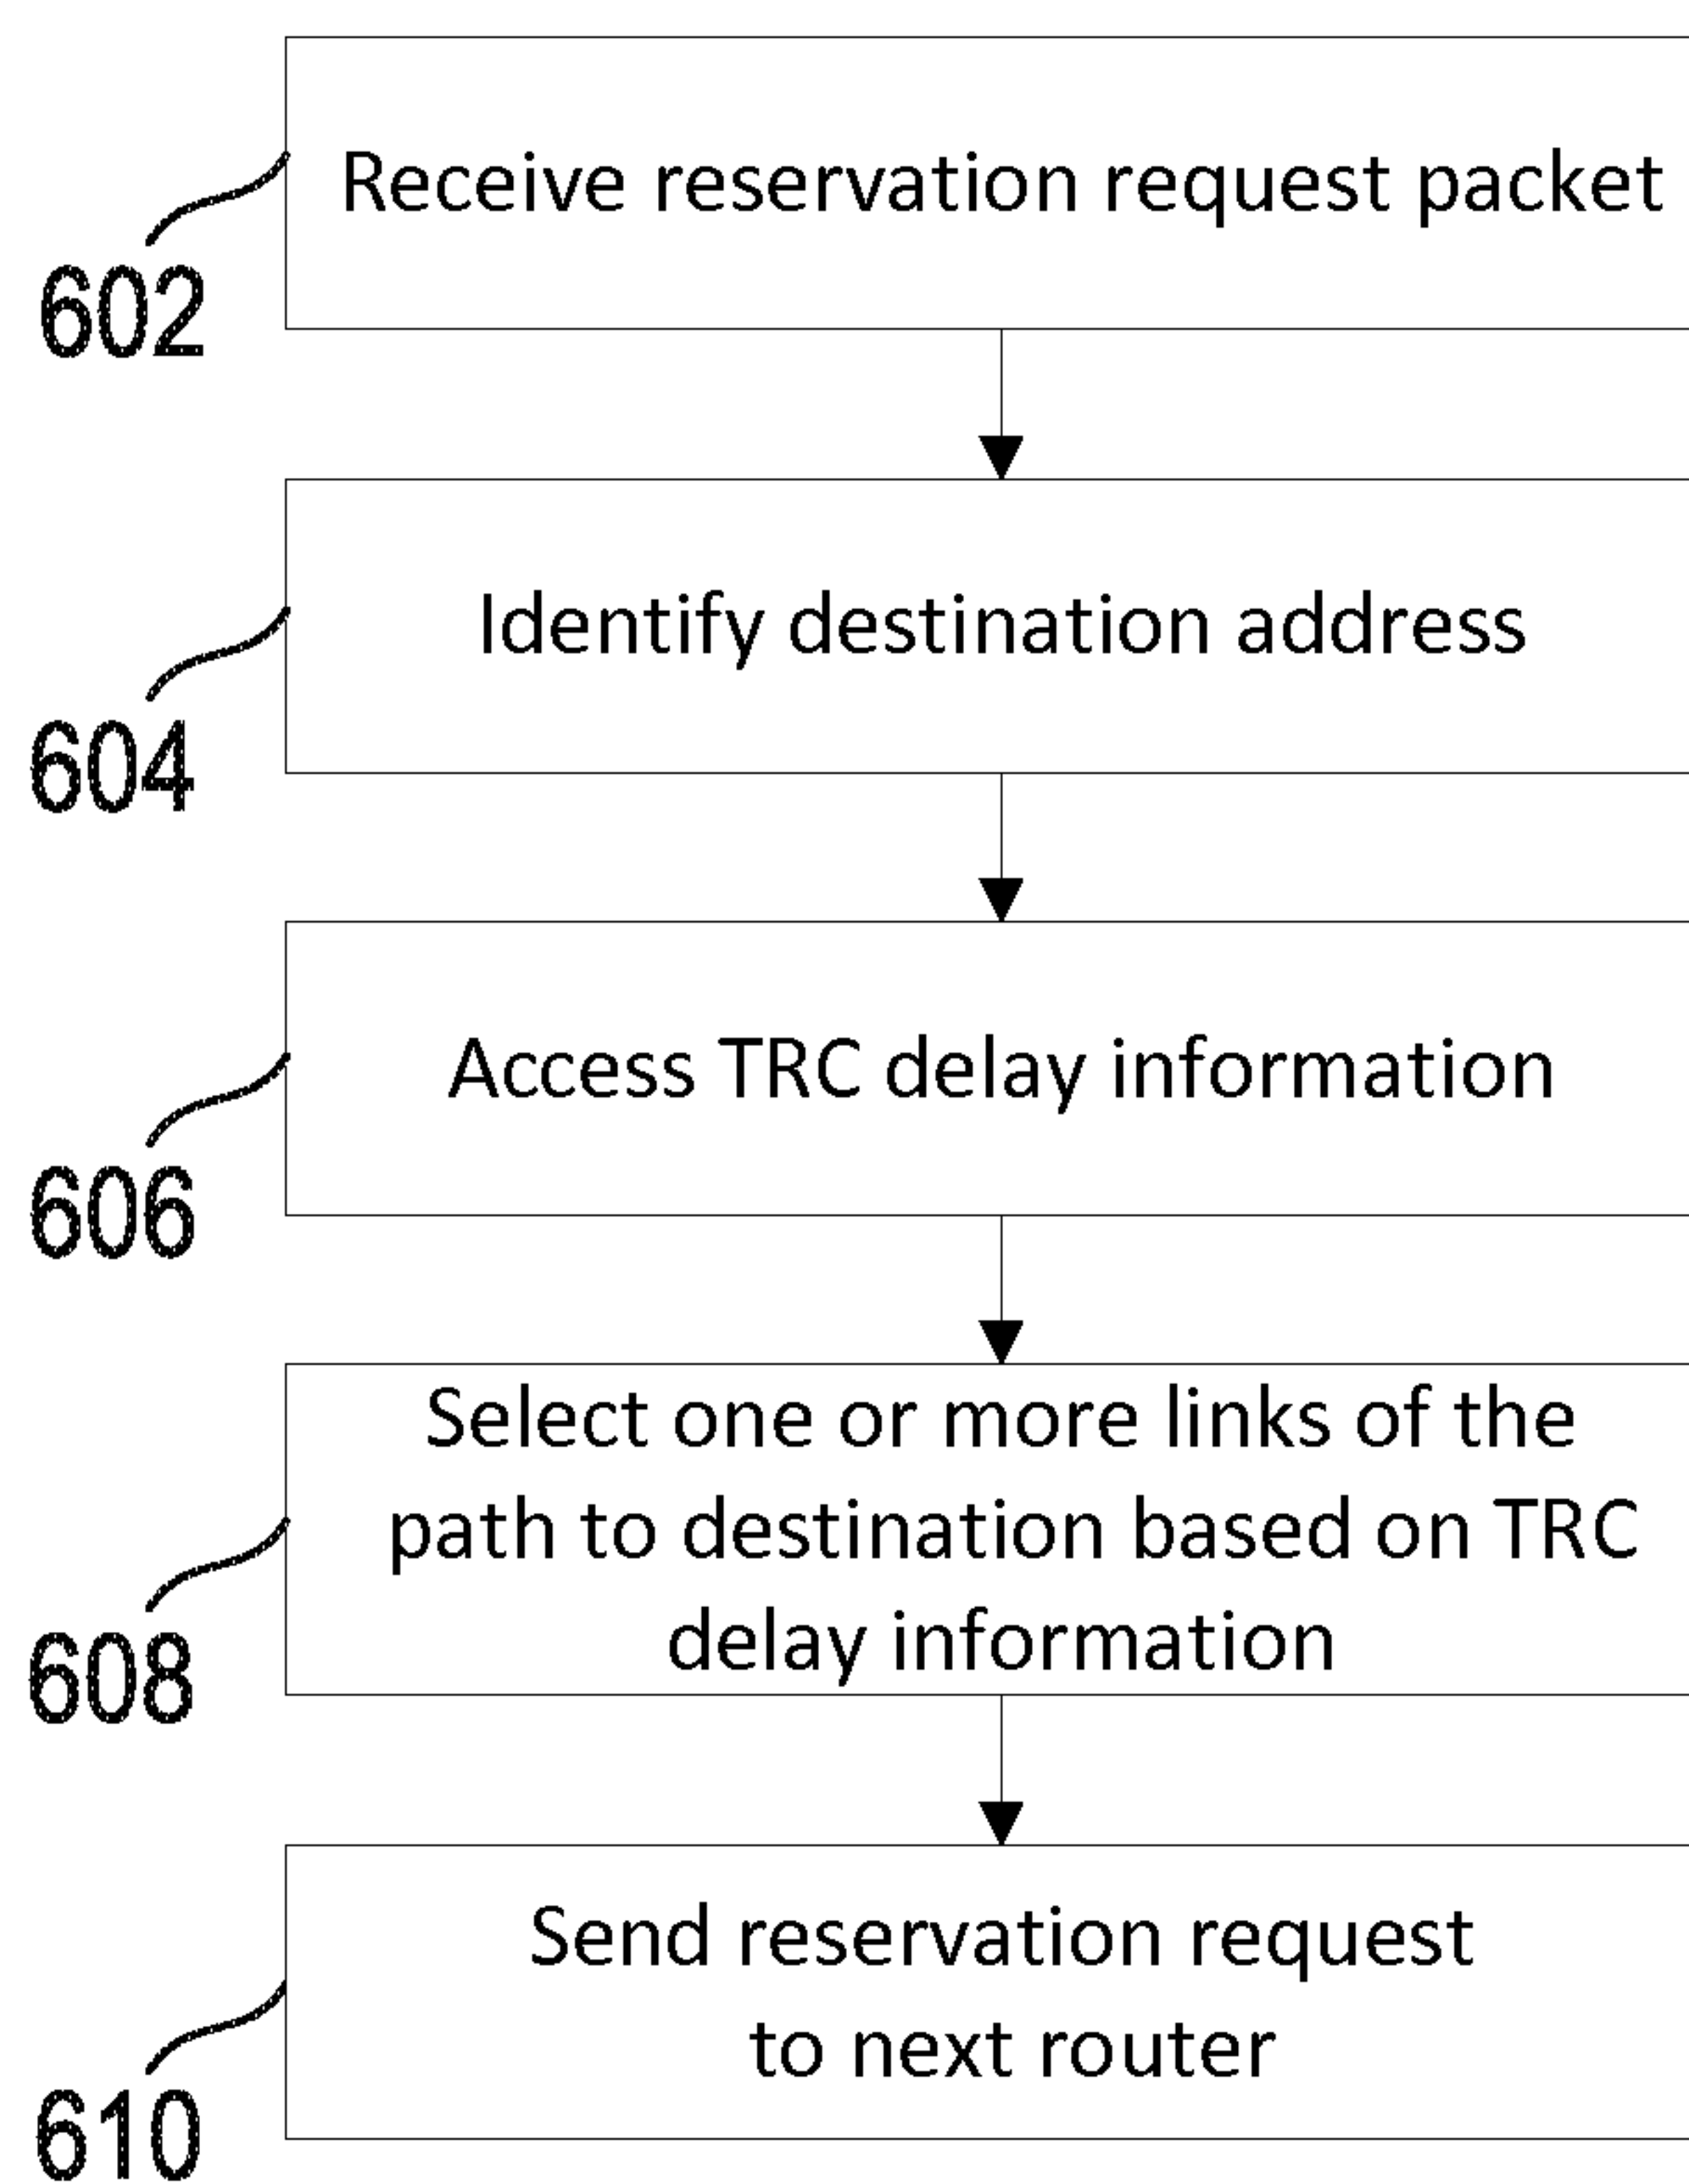 Receive reservation request packet
602
Identify destination address
604
Access TRC delay information
606
Select one or more links of the
path to destination based on TRC
delay information
608
Send reservation request
to next router
610